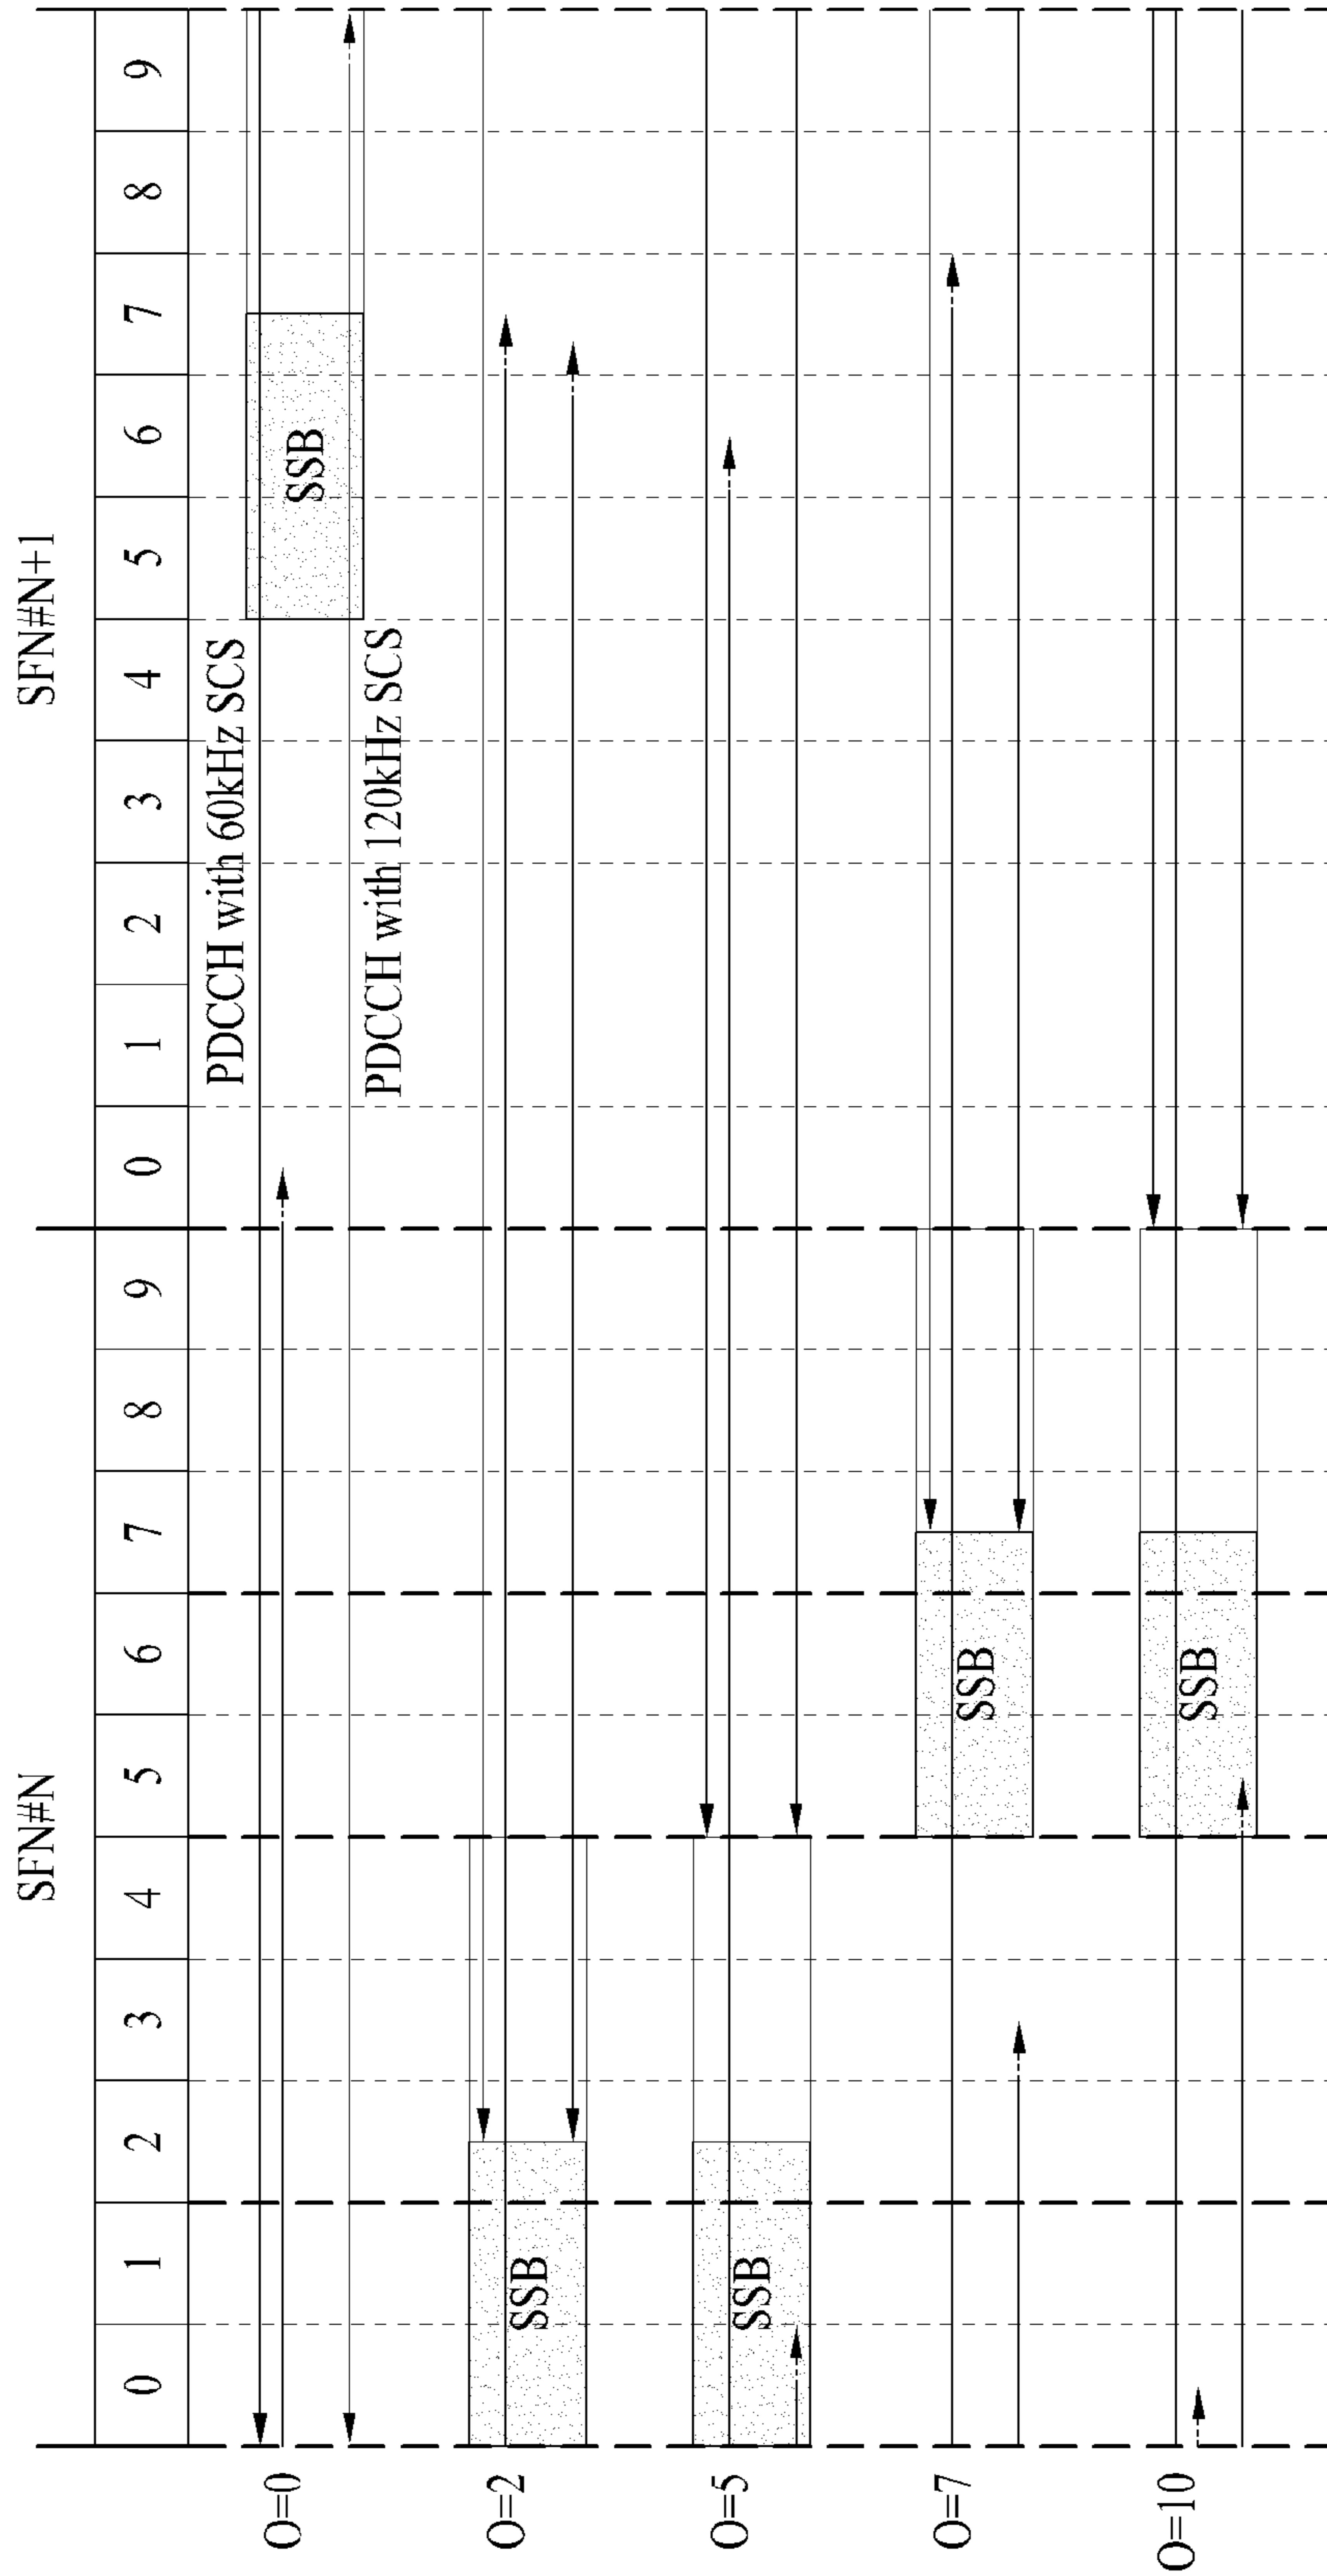 SFN#N SFN#N+1
0 1 2 3 4 5 6 7 8 9 0 1 2 3 4 5 6 7 8 9
PDCCH with 60kHz SCS
O=0 SSB
PDCCH with 120kHz SCS
O=2 SSB
O=5 SSB
O=7 SSB
O=10 SSB